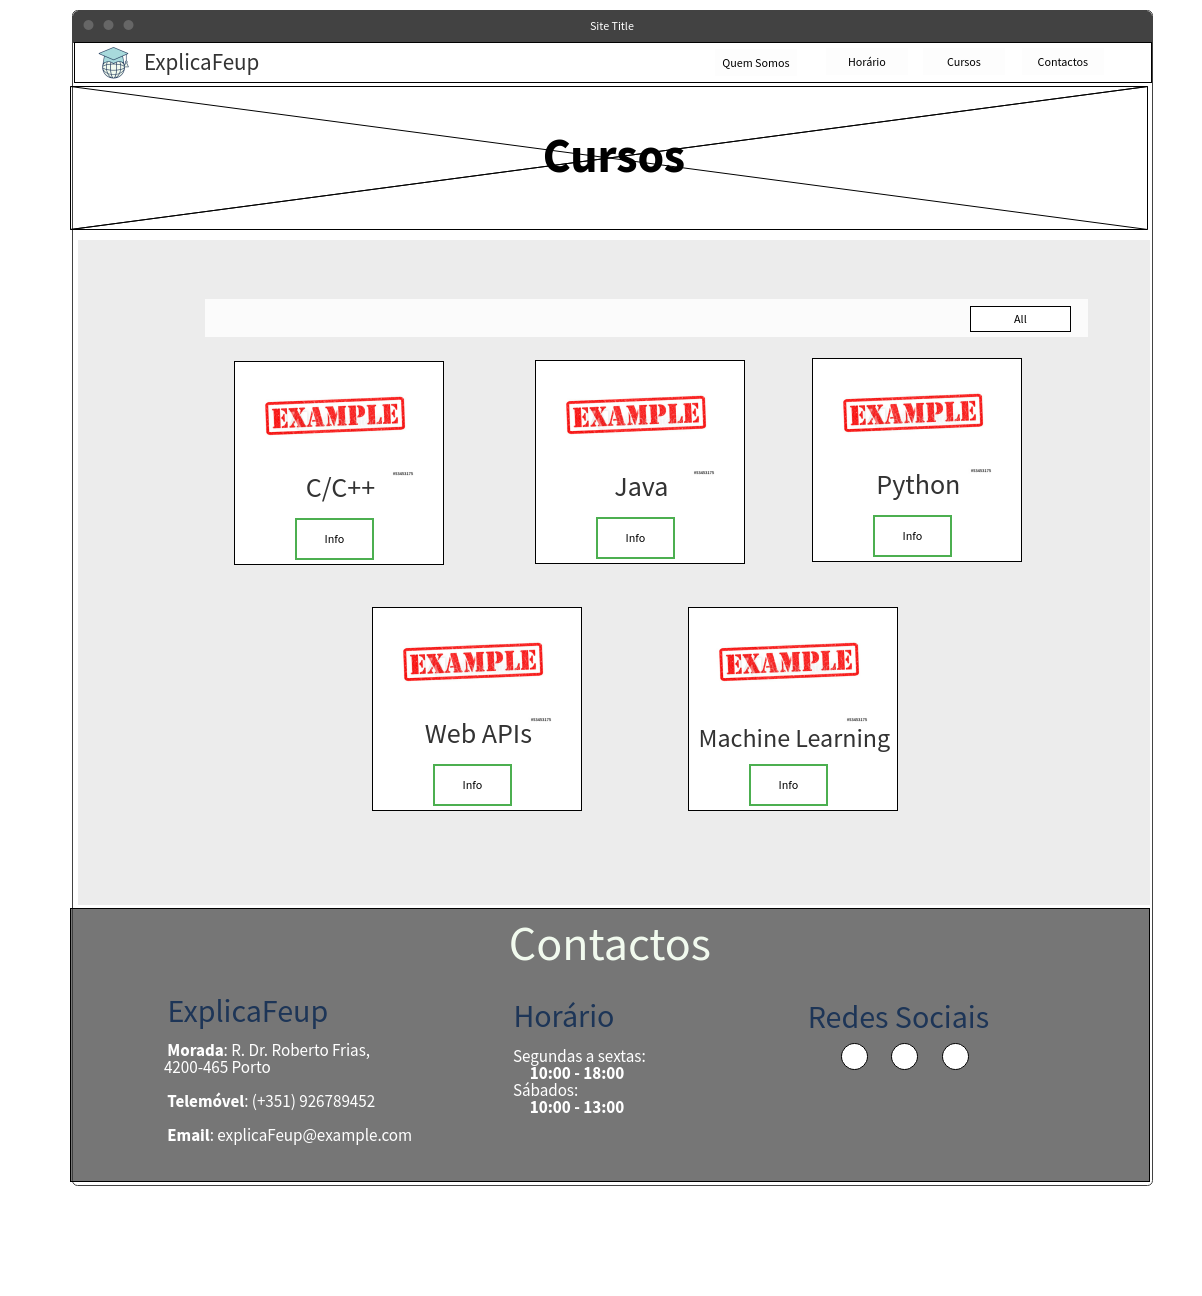 Site Title
ExplicaFeup
Quem Somos
Horário
Cursos
Contactos
Cursos
All
EXAMPLE
EXAMPLE
EXAMPLE
C/C++
Java
Python
Info
Info
Info
EXAMPLE
EXAMPLE
Web APIs
Machine Learning
Info
Info
Contactos
ExplicaFeup
Morada: R. Dr. Roberto Frias,
4200-465 Porto
Telemóvel: (+351) 926789452
Email: explicaFeup@example.com
Horário
Segundas a sextas:
10:00 - 18:00
Sábados:
10:00 - 13:00
Redes Sociais